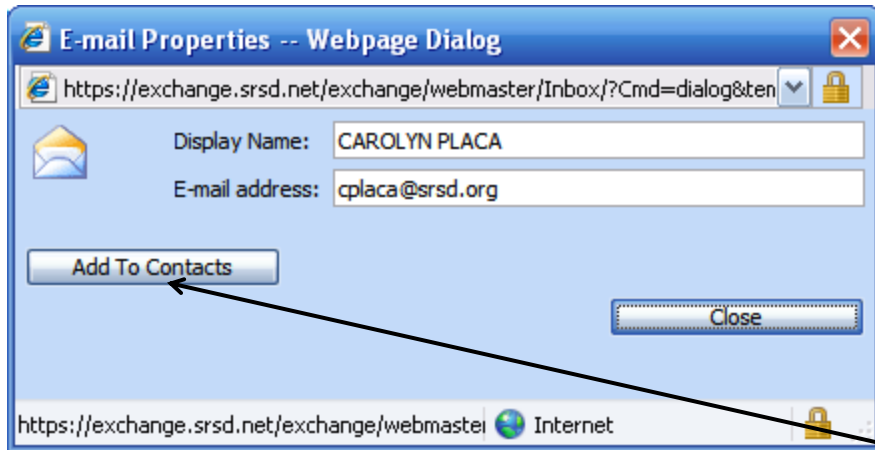 E-mail Properties -- Webpage Dialog
https://exchange.srsd.net/exchange/webmaster/Inbox/?Cmd=dialog&ten
Display Name: CAROLYN PLACA
E-mail address: cplaca@srsd.org
Add To Contacts
Close
https://exchange.srsd.net/exchange/webmaster Internet